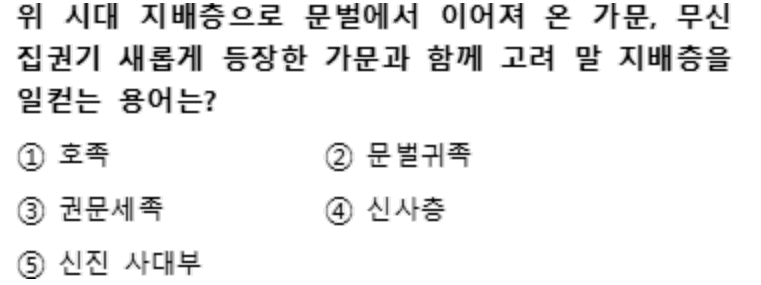 위 시대 지배층으로 문벌에서 이어져 온 가문, 무신
집권기 새롭게 등장한 가문과 함께 고려 말 지배층을
일컫는 용어는?
① 호족 ② 문벌귀족
③ 권문세족 ④ 신사층
⑤ 신진 사대부